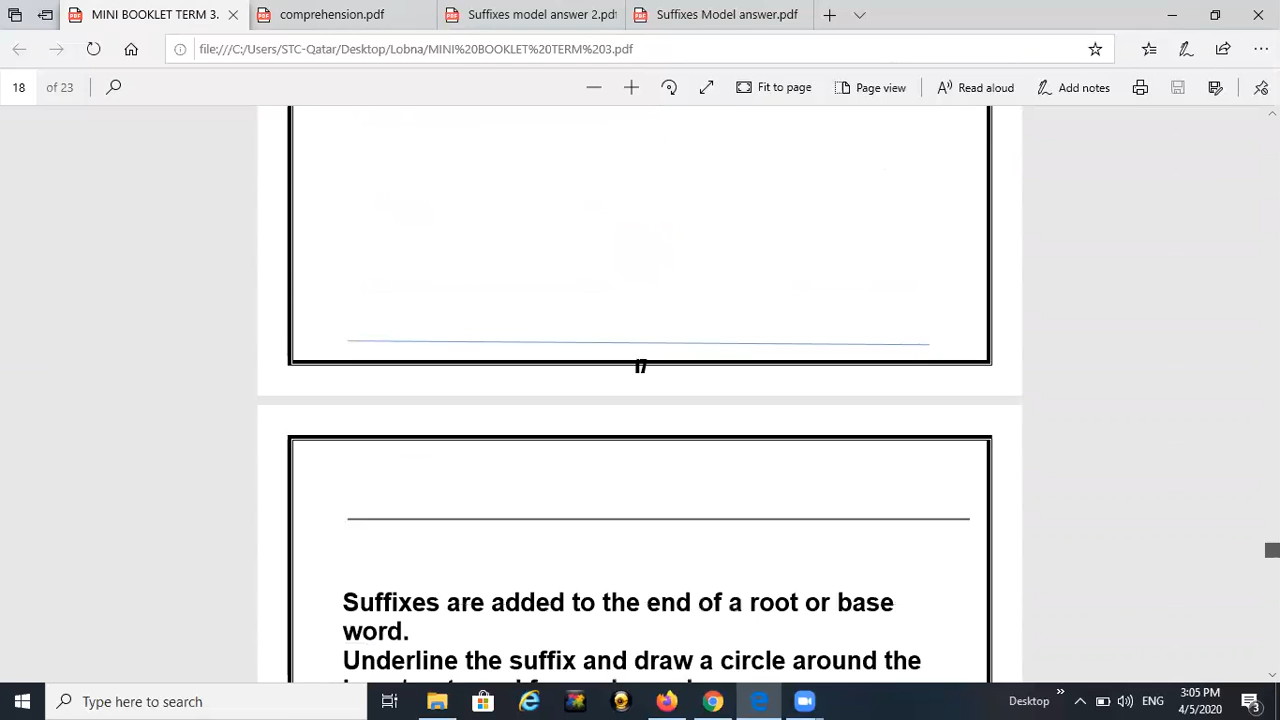 MINI BOOKLET TERM 3.
comprehension.pdf
Suffixes model answer 2.pdf
Suffixes Model answer.pdf
file:///C:/Users/STC-Qatar/Desktop/Lobna/MINI%20BOOKLET%20TERM%203.pdf
18 of 23
Fit to page
Page view
Read aloud
Add notes
17
Suffixes are added to the end of a root or base
word.
Underline the suffix and draw a circle around the
Type here to search
Desktop
ENG
3:05 PM
4/5/2020
3